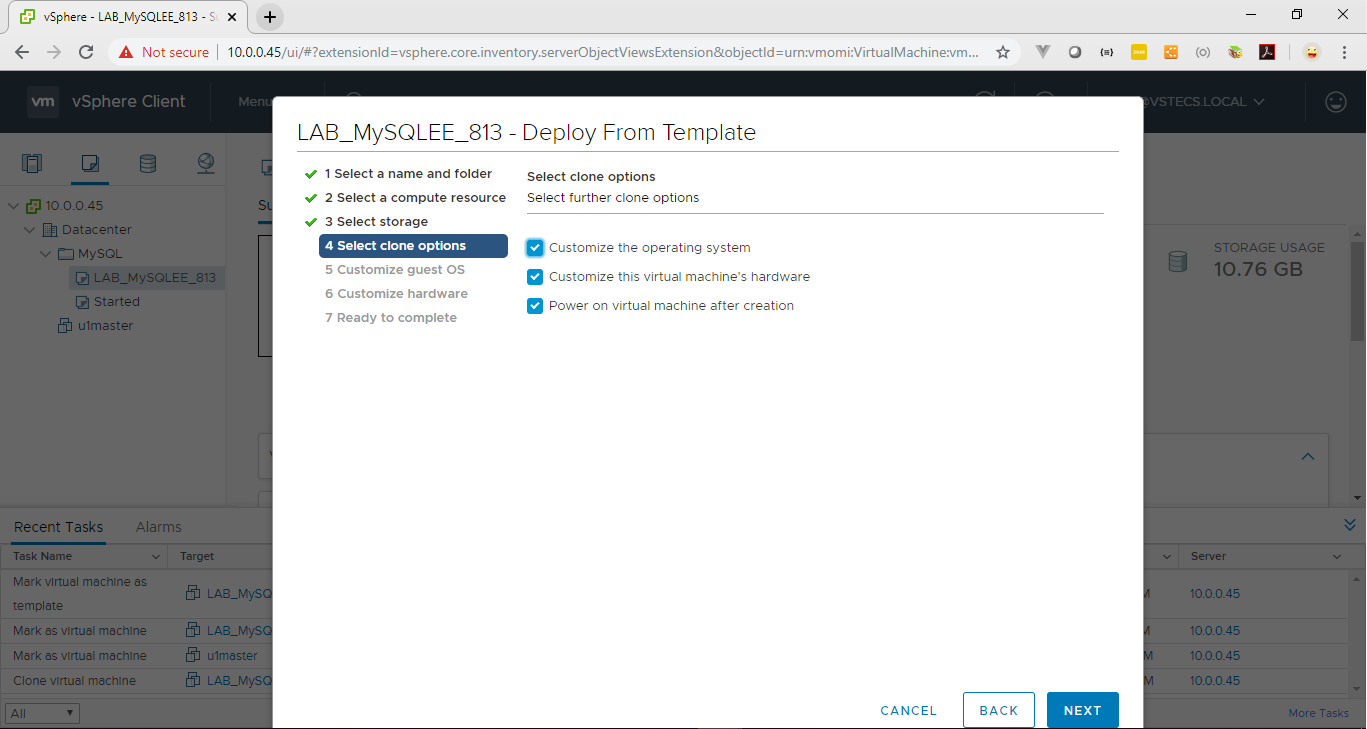 vSphere - LAB_MySQLEE_813 - Su
Not secure
10.0.0.45/ui/#?extensionId=vsphere.core.inventory.serverObjectViewsExtension&objectId=urn:vmomi:VirtualMachine:vm...
vm vSphere Client
Menu
@VSTECS.LOCAL
10.0.0.45
Datacenter
MySQL
LAB_MySQLEE_813
Started
u1master
Su
LAB_MySQLEE_813 - Deploy From Template
1 Select a name and folder
2 Select a compute resource
3 Select storage
4 Select clone options
5 Customize guest OS
6 Customize hardware
7 Ready to complete
Select clone options
Select further clone options
Customize the operating system
Customize this virtual machine's hardware
Power on virtual machine after creation
CANCEL
BACK
NEXT
STORAGE USAGE
10.76 GB
Recent Tasks
Alarms
Task Name
Target
Server
Mark virtual machine as
template
LAB_MySQ
M
10.0.0.45
Mark as virtual machine
LAB_MySQ
M
10.0.0.45
Mark as virtual machine
u1master
M
10.0.0.45
Clone virtual machine
LAB_MySQ
M
10.0.0.45
All
More Tasks